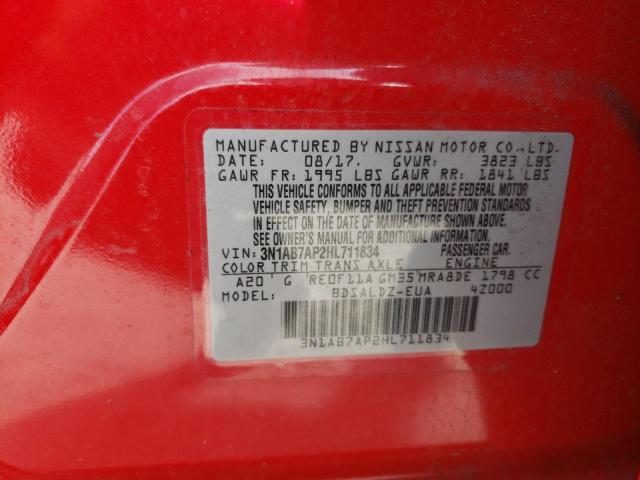 MANUFACTURED BY NISSAN MOTOR CO.,LTD.
DATE: 08/17. GVWR: 3823 LBS
GAWR FR: 1995 LBS GAWR RR: 1841 LBS
THIS VEHICLE CONFORMS TO ALL APPLICABLE FEDERAL MOTOR
VEHICLE SAFETY, BUMPER AND THEFT PREVENTION STANDARDS
IN EFFECT ON THE DATE OF MANUFACTURE SHOWN ABOVE.
SEE OWNER'S MANUAL FOR ADDITIONAL INFORMATION
VIN: 3N1AB7AP2HL711834 PASSENGER CAR.
COLOR TRIM TRANS AXLE ENGINE
A20 G RE0F11A GM35 MRA8DE 1798 CC
MODEL: BDSALDZ-EUA 4Z000
3N1AB7AP2HL711834